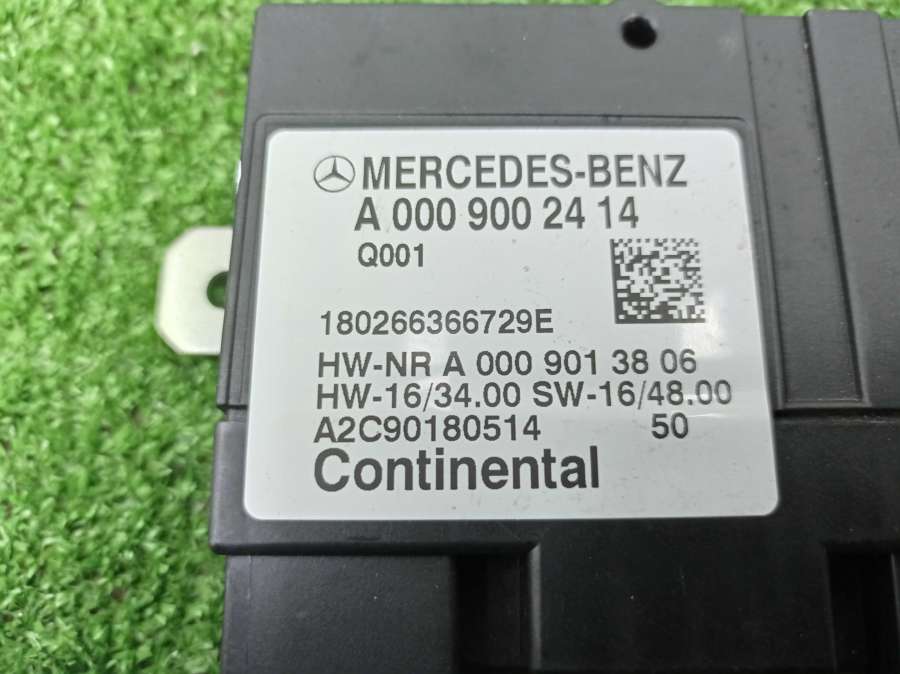 MERCEDES-BENZ
A 000 900 24 14
Q001
180266366729E
HW-NR A 000 901 38 06
HW-16/34.00 SW-16/48.00
A2C90180514 50
Continental